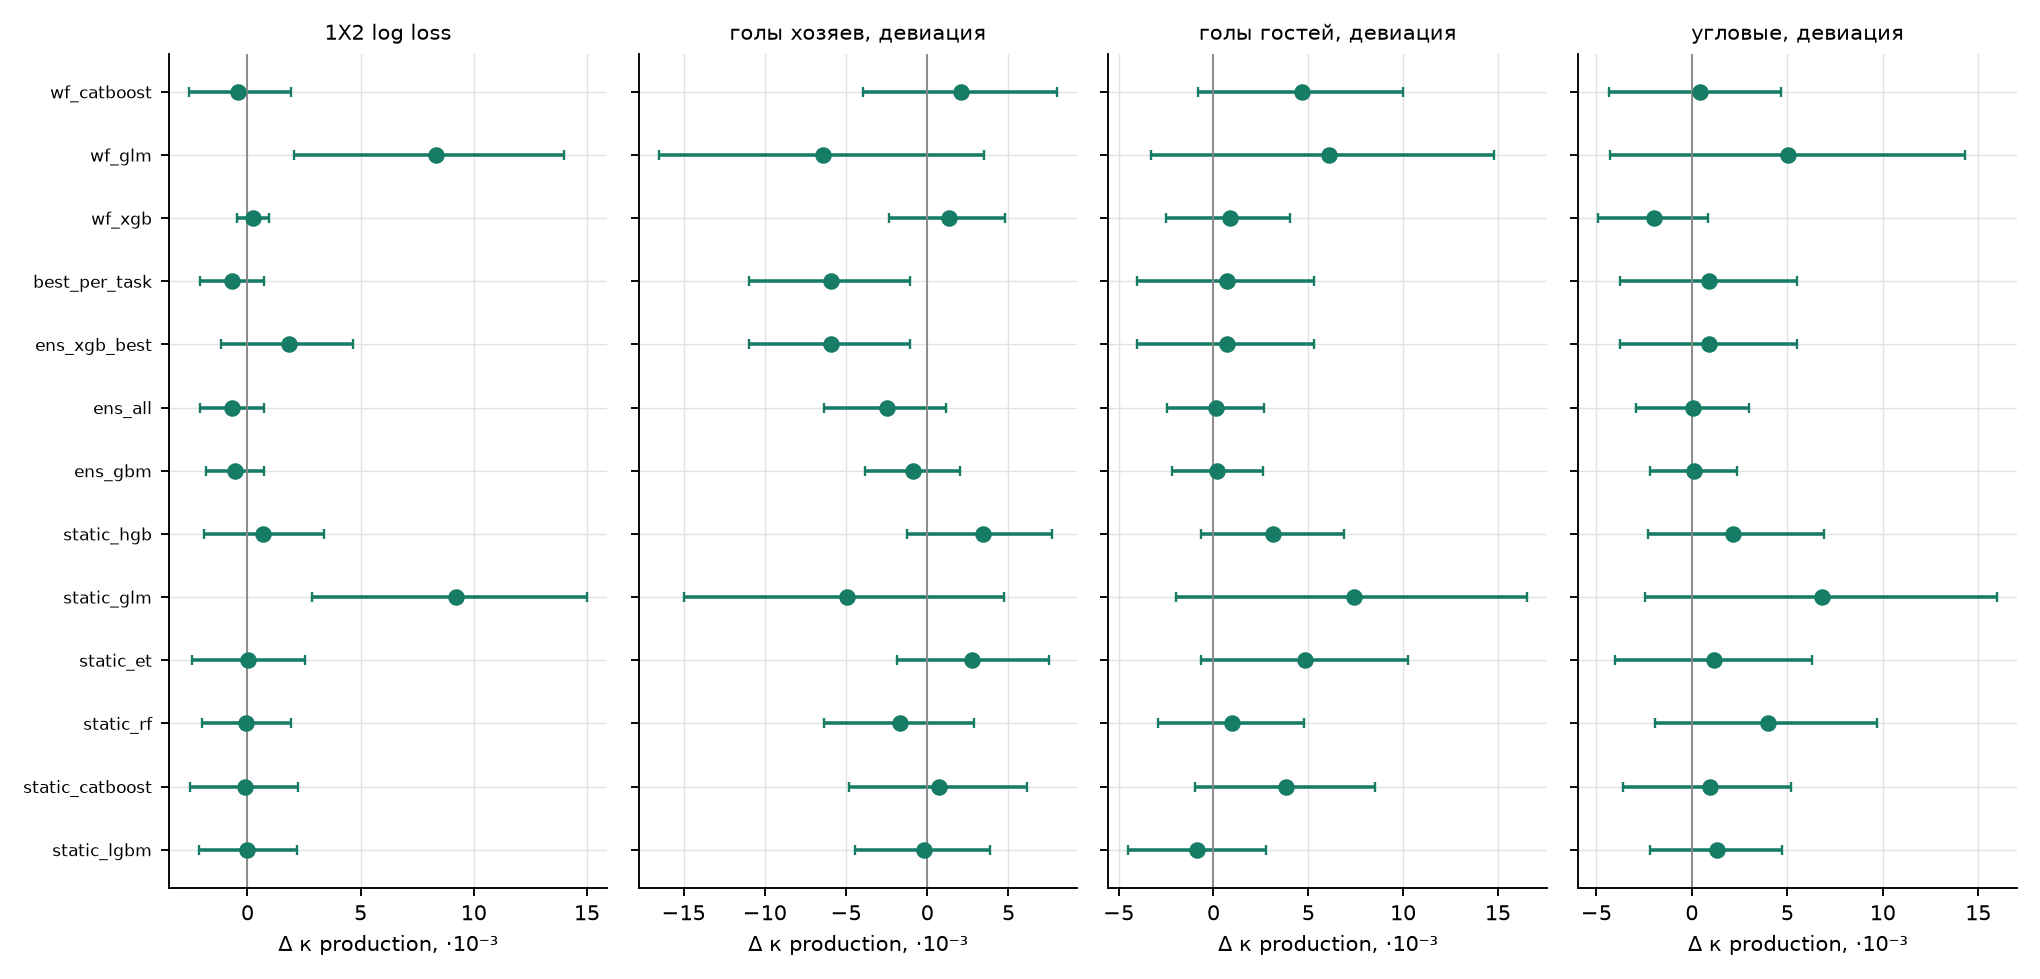 1X2 log loss
голы хозяев, девиация
голы гостей, девиация
угловые, девиация
wf_catboost
wf_glm
wf_xgb
best_per_task
ens_xgb_best
ens_all
ens_gbm
static_hgb
static_glm
static_et
static_rf
static_catboost
static_lgbm
0 5 10 15
−15 −10 −5 0 5
−5 0 5 10 15
−5 0 5 10 15
Δ к production, ·10⁻³
Δ к production, ·10⁻³
Δ к production, ·10⁻³
Δ к production, ·10⁻³